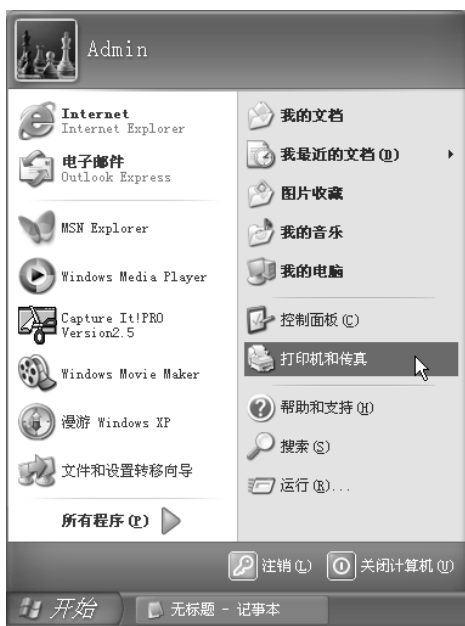 Admin
Internet
Internet Explorer
电子邮件
Outlook Express
MSN Explorer
Windows Media Player
Capture It!PRO
Version2.5
Windows Movie Maker
漫游 Windows XP
文件和设置转移向导
所有程序(P)
我的文档
我最近的文档(D)
图片收藏
我的音乐
我的电脑
控制面板(C)
打印机和传真
帮助和支持(H)
搜索(S)
运行(R)...
注销(L)
关闭计算机(U)
开始
无标题 - 记事本